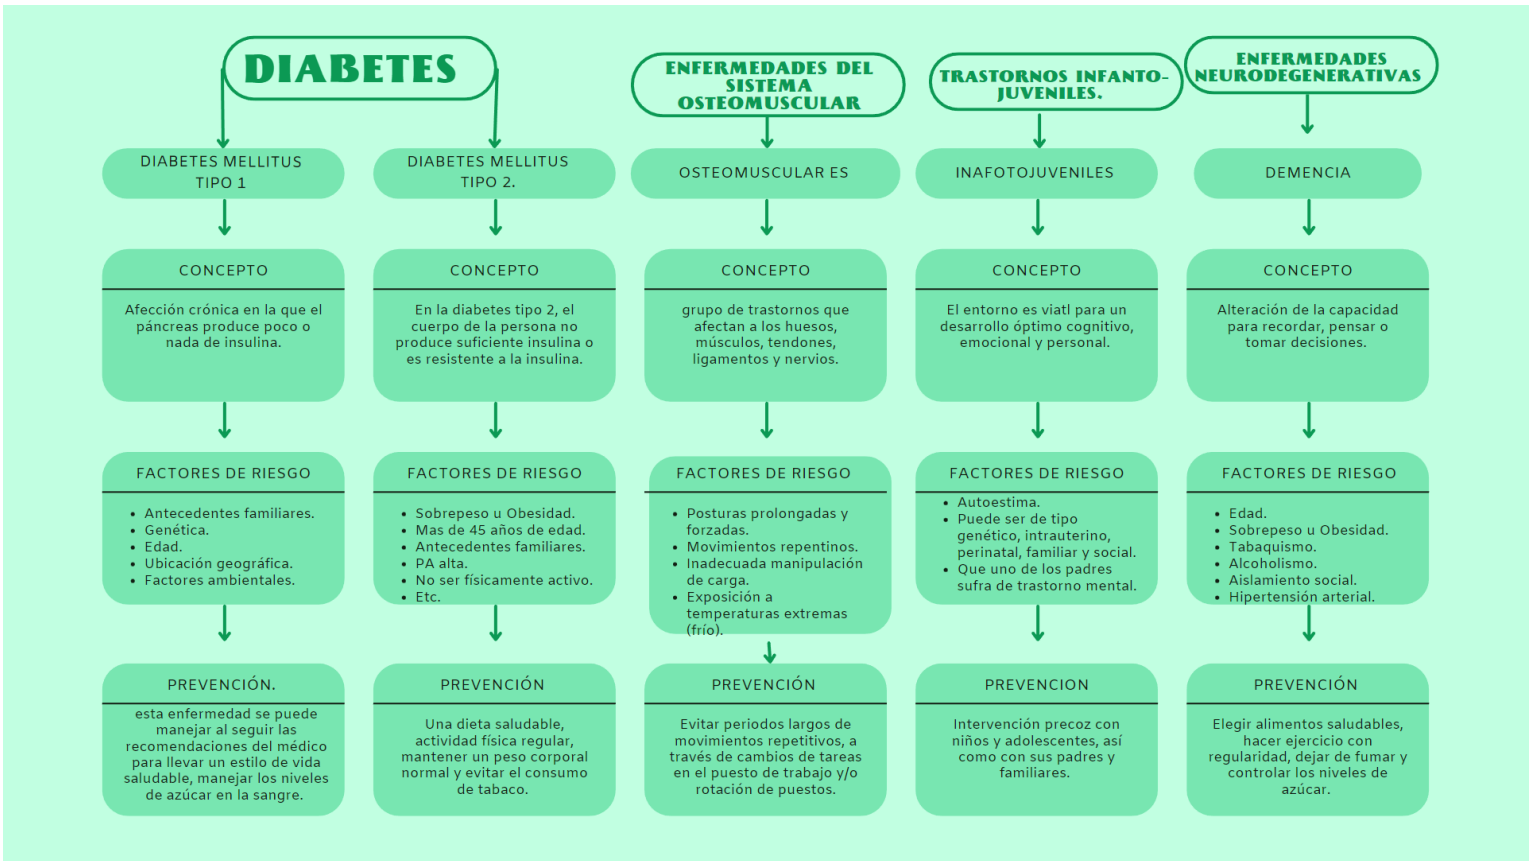 DIABETES
ENFERMEDADES DEL
SISTEMA
OSTEOMUSCULAR
TRASTORNOS INFANTO-
JUVENILES.
ENFERMEDADES
NEURODEGENERATIVAS
DIABETES MELLITUS
TIPO 1
DIABETES MELLITUS
TIPO 2.
OSTEOMUSCULAR ES
INAFOTOJUVENILES
DEMENCIA
CONCEPTO
Afección crónica en la que el
páncreas produce poco o
nada de insulina.
CONCEPTO
En la diabetes tipo 2, el
cuerpo de la persona no
produce suficiente insulina o
es resistente a la insulina.
CONCEPTO
grupo de trastornos que
afectan a los huesos,
músculos, tendones,
ligamentos y nervios.
CONCEPTO
El entorno es viatl para un
desarrollo óptimo cognitivo,
emocional y personal.
CONCEPTO
Alteración de la capacidad
para recordar, pensar o
tomar decisiones.
FACTORES DE RIESGO
• Antecedentes familiares.
• Genética.
• Edad.
• Ubicación geográfica.
• Factores ambientales.
FACTORES DE RIESGO
• Sobrepeso u Obesidad.
• Mas de 45 años de edad.
• Antecedentes familiares.
• PA alta.
• No ser físicamente activo.
• Etc.
FACTORES DE RIESGO
• Posturas prolongadas y
forzadas.
• Movimientos repentinos.
• Inadecuada manipulación
de carga.
• Exposición a
temperaturas extremas
(frío).
FACTORES DE RIESGO
• Autoestima.
• Puede ser de tipo
genético, intrauterino,
perinatal, familiar y social.
• Que uno de los padres
sufra de trastorno mental.
FACTORES DE RIESGO
• Edad.
• Sobrepeso u Obesidad.
• Tabaquismo.
• Alcoholismo.
• Aislamiento social.
• Hipertensión arterial.
PREVENCIÓN.
esta enfermedad se puede
manejar al seguir las
recomendaciones del médico
para llevar un estilo de vida
saludable, manejar los niveles
de azúcar en la sangre.
PREVENCIÓN
Una dieta saludable,
actividad física regular,
mantener un peso corporal
normal y evitar el consumo
de tabaco.
PREVENCIÓN
Evitar periodos largos de
movimientos repetitivos, a
través de cambios de tareas
en el puesto de trabajo y/o
rotación de puestos.
PREVENCION
Intervención precoz con
niños y adolescentes, así
como con sus padres y
familiares.
PREVENCIÓN
Elegir alimentos saludables,
hacer ejercicio con
regularidad, dejar de fumar y
controlar los niveles de
azúcar.